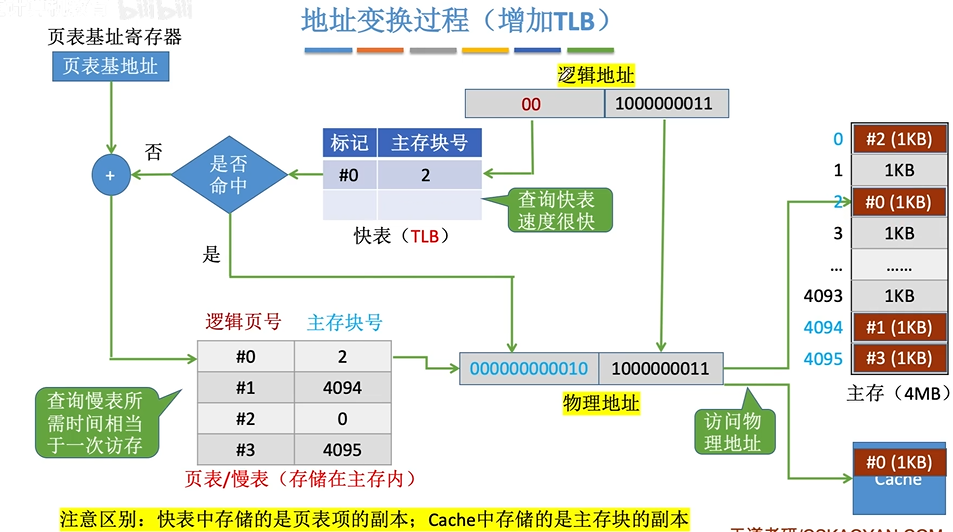 bilibili
地址变换过程（增加TLB）
页表基址寄存器
页表基地址
逻辑地址
00 1000000011
否
+
是否
命中
标记 主存块号
#0 2
查询快表
速度很快
快表（TLB）
是
0 #2 (1KB)
1 1KB
2 #0 (1KB)
3 1KB
... ……
4093 1KB
4094 #1 (1KB)
4095 #3 (1KB)
主存（4MB）
逻辑页号 主存块号
#0 2
#1 4094
#2 0
#3 4095
页表/慢表（存储在主存内）
查询慢表所
需时间相当
于一次访存
000000000010 1000000011
物理地址
访问物
理地址
#0 (1KB)
Cache
注意区别：快表中存储的是页表项的副本；Cache中存储的是主存块的副本